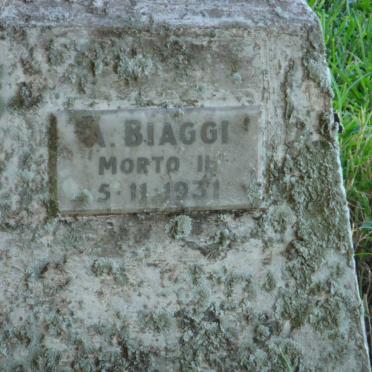 A. BIAGGI
MORTO IL
5-11-1931